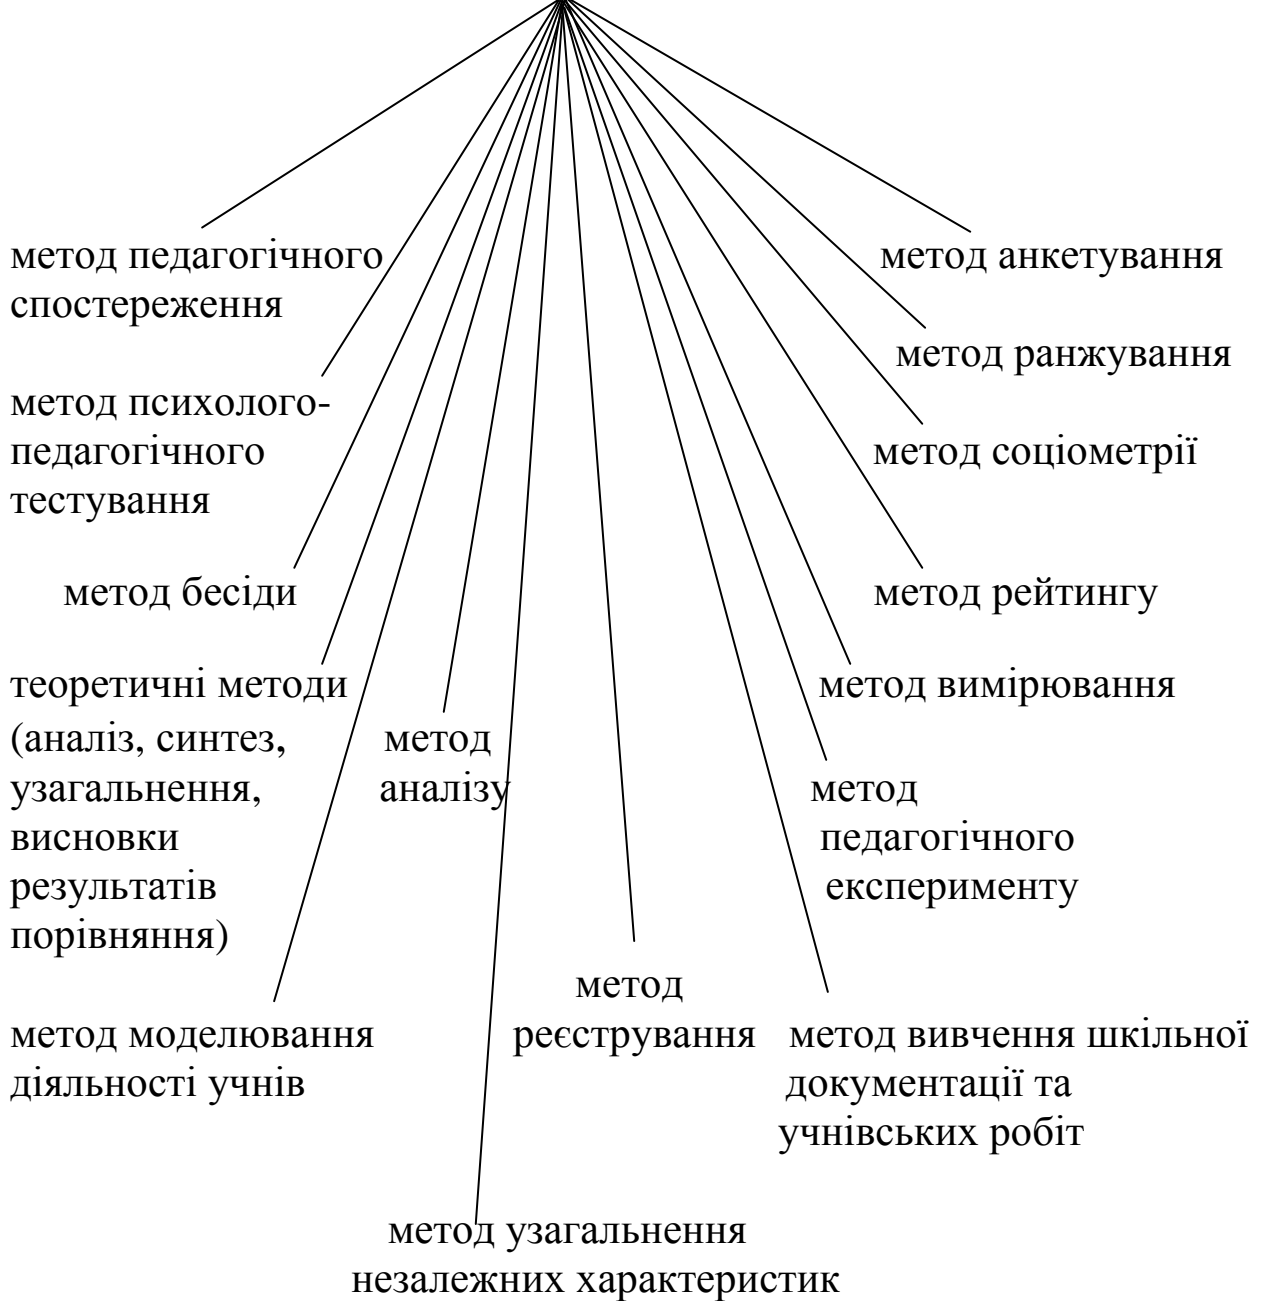 метод педагогічного
спостереження
метод анкетування
метод ранжування
метод психолого-
педагогічного
тестування
метод соціометрії
метод бесіди
метод рейтингу
теоретичні методи
(аналіз, синтез,
узагальнення,
висновки
результатів
порівняння)
метод
аналізу
метод вимірювання
метод
педагогічного
експерименту
метод моделювання
діяльності учнів
метод
реєстрування
метод вивчення шкільної
документації та
учнівських робіт
метод узагальнення
незалежних характеристик